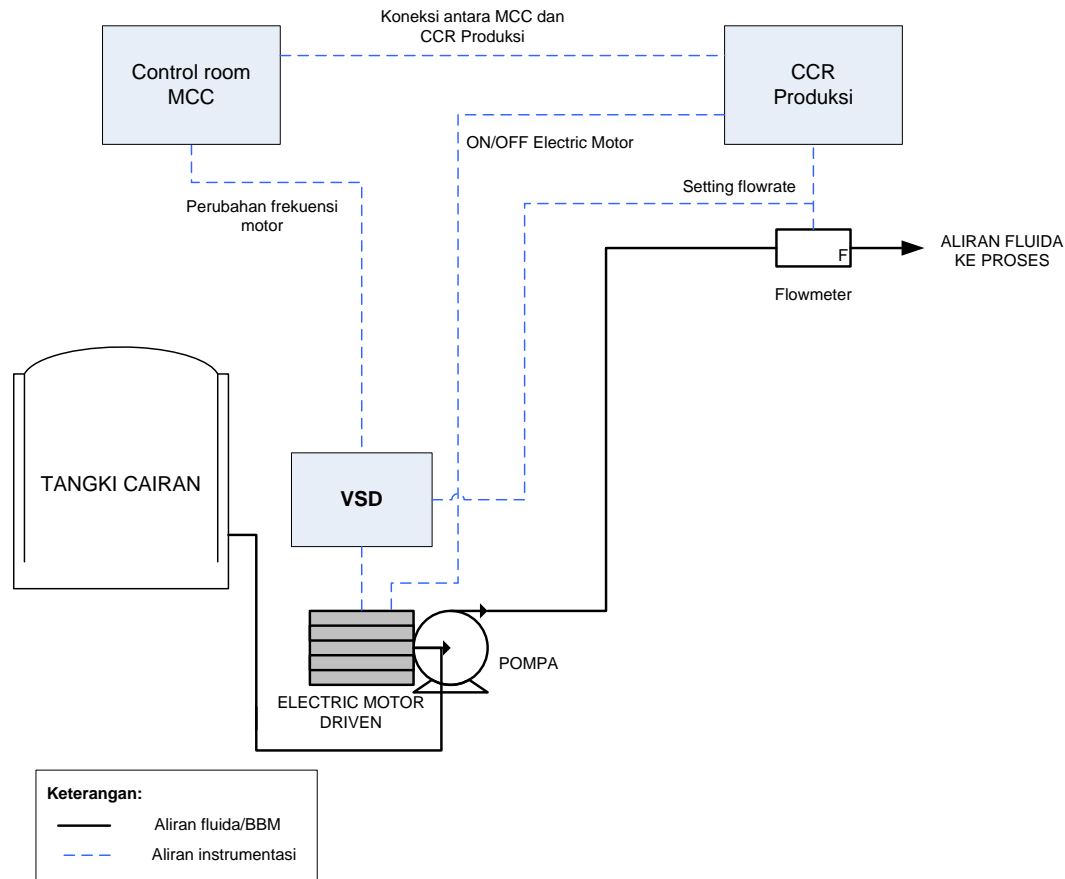 Koneksi antara MCC dan
CCR Produksi
Control room
MCC
CCR
Produksi
ON/OFF Electric Motor
Perubahan frekuensi
motor
Setting flowrate
F
Flowmeter
ALIRAN FLUIDA
KE PROSES
TANGKI CAIRAN
VSD
POMPA
ELECTRIC MOTOR
DRIVEN
Keterangan:
Aliran fluida/BBM
Aliran instrumentasi